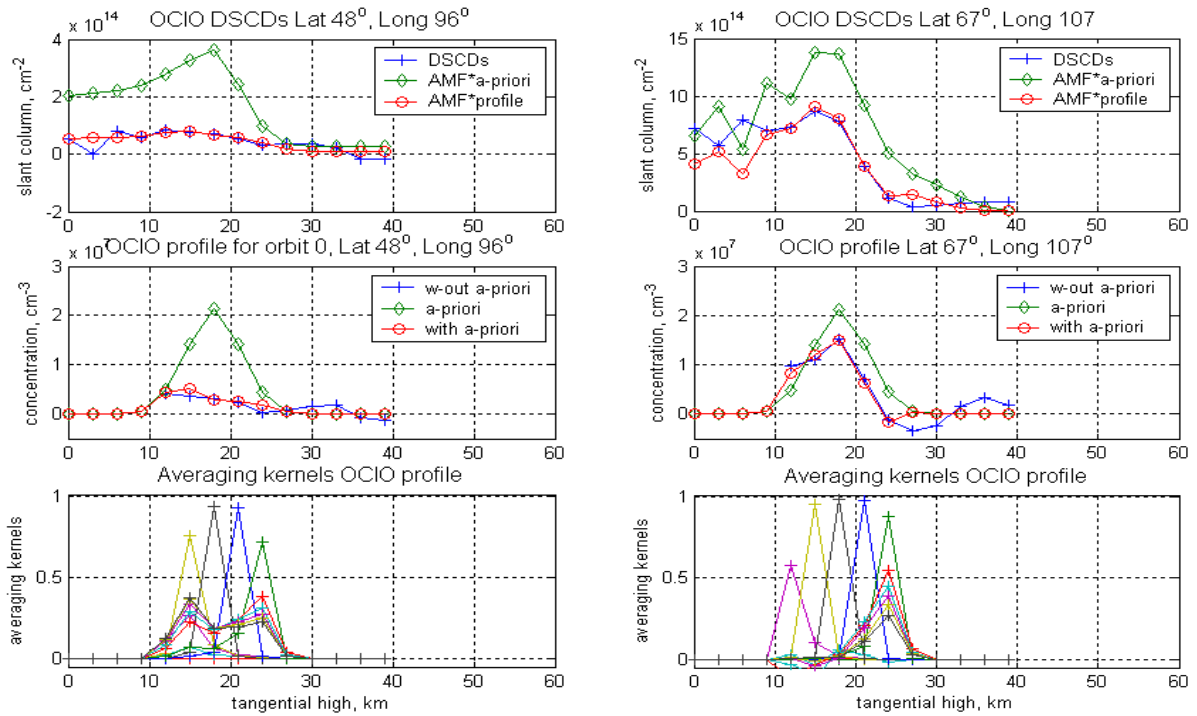 x 10^14
OClO DSCDs Lat 48°, Long 96°
4
2
0
-2
slant column, cm^-2
DSCDs
AMF*a-priori
AMF*profile
0 10 20 30 40 50 60
x 10^7
OClO profile for orbit 0, Lat 48°, Long 96°
3
2
1
0
concentration, cm^-3
w-out a-priori
a-priori
with a-priori
0 10 20 30 40 50 60
Averaging kernels OClO profile
1
0.5
0
averaging kernels
0 10 20 30 40 50 60
tangential high, km
x 10^14
OClO DSCDs Lat 67°, Long 107
15
10
5
0
slant column, cm^-2
DSCDs
AMF*a-priori
AMF*profile
0 10 20 30 40 50 60
x 10^7
OClO profile Lat 67°, Long 107°
3
2
1
0
concentration, cm^-3
w-out a-priori
a-priori
with a-priori
0 10 20 30 40 50 60
Averaging kernels OClO profile
1
0.5
0
averaging kernels
0 10 20 30 40 50 60
tangential high, km